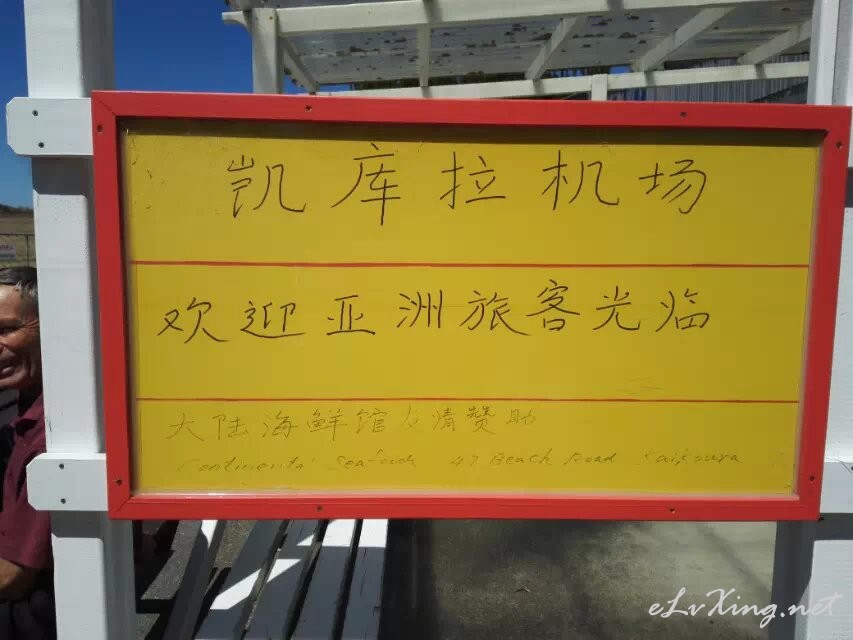 凯库拉机场
欢迎亚洲旅客光临
大陆海鲜馆友情赞助
Continental Seafoods 47 Beach Road Kaikoura
eLvXing.net